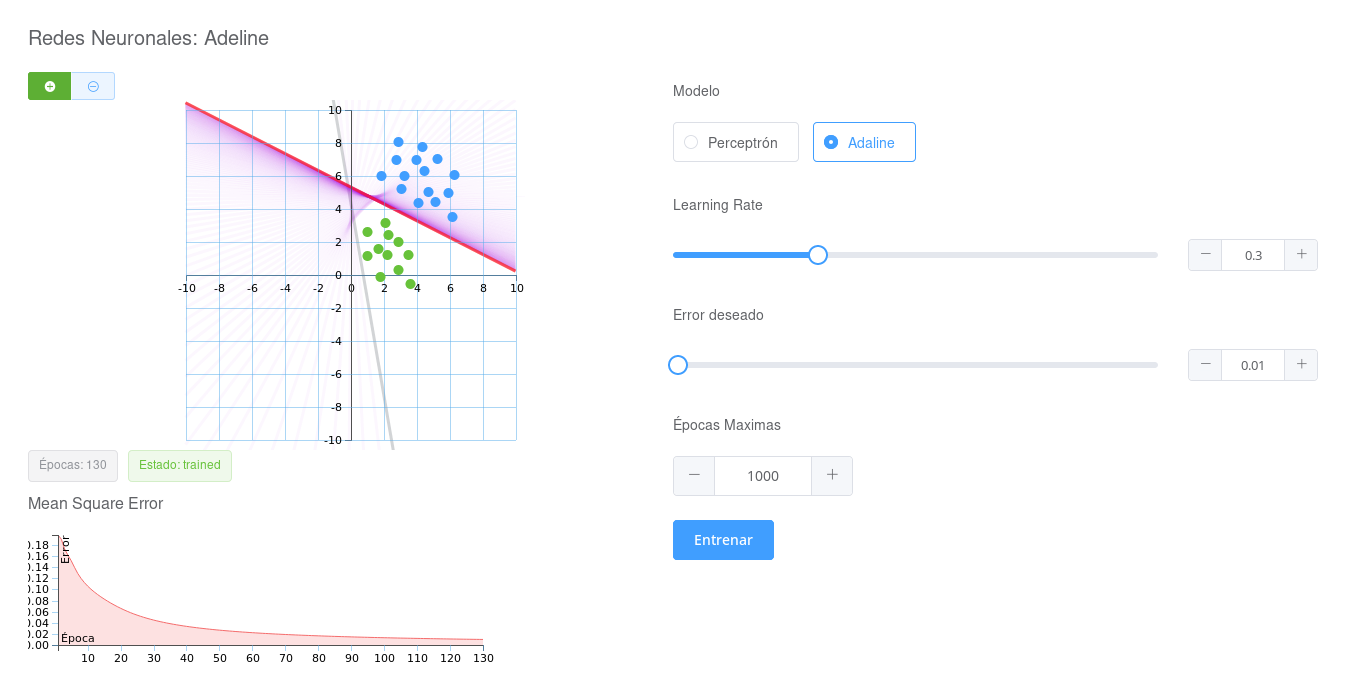 Redes Neuronales: Adeline
10
8
6
4
2
0
-10 -8 -6 -4 -2 0 2 4 6 8 10
-2
-4
-6
-8
-10
Épocas: 130
Estado: trained
Mean Square Error
Error
0.18
0.16
0.14
0.12
0.10
0.08
0.06
0.04
0.02
0.00
Época
10 20 30 40 50 60 70 80 90 100 110 120 130
Modelo
Perceptrón
Adaline
Learning Rate
0.3
Error deseado
0.01
Épocas Maximas
1000
Entrenar